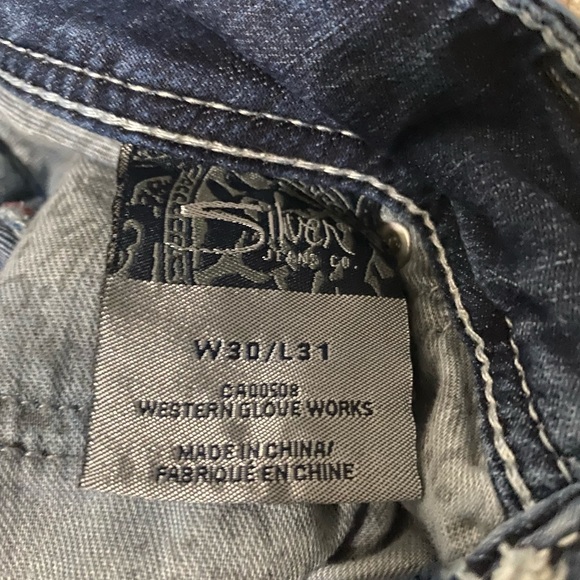 Silver
JEANS CO.
W30/L31
CA00508
WESTERN GLOVE WORKS
MADE IN CHINA/
FABRIQUÉ EN CHINE